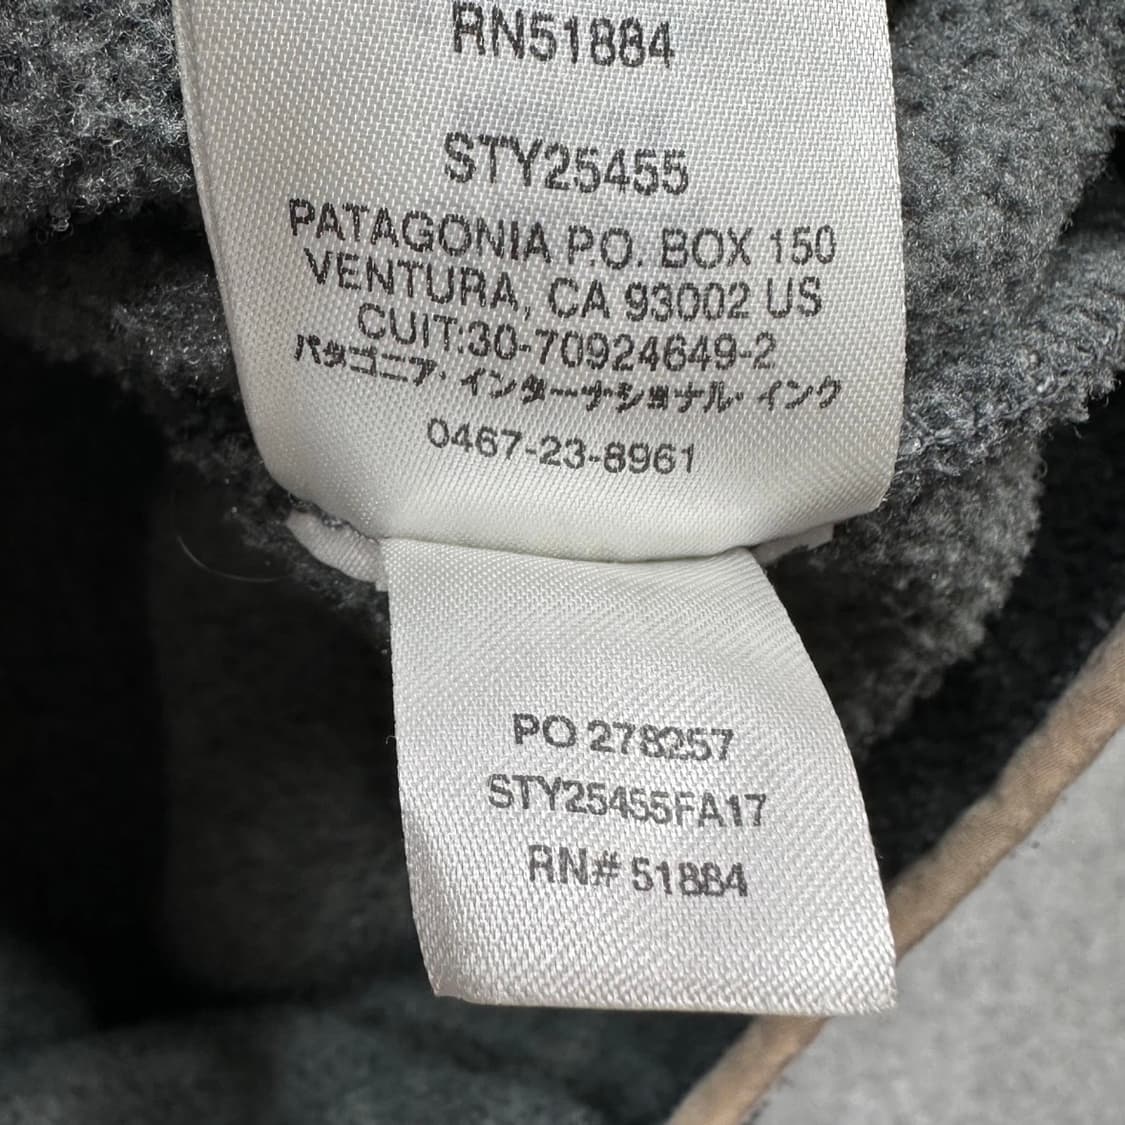 RN51884
STY25455
PATAGONIA P.O. BOX 150
VENTURA, CA 93002 US
CUIT:30-70924649-2
パタゴニア・インターナショナル・インク
0467-23-8961
PO 278257
STY25455FA17
RN# 51884